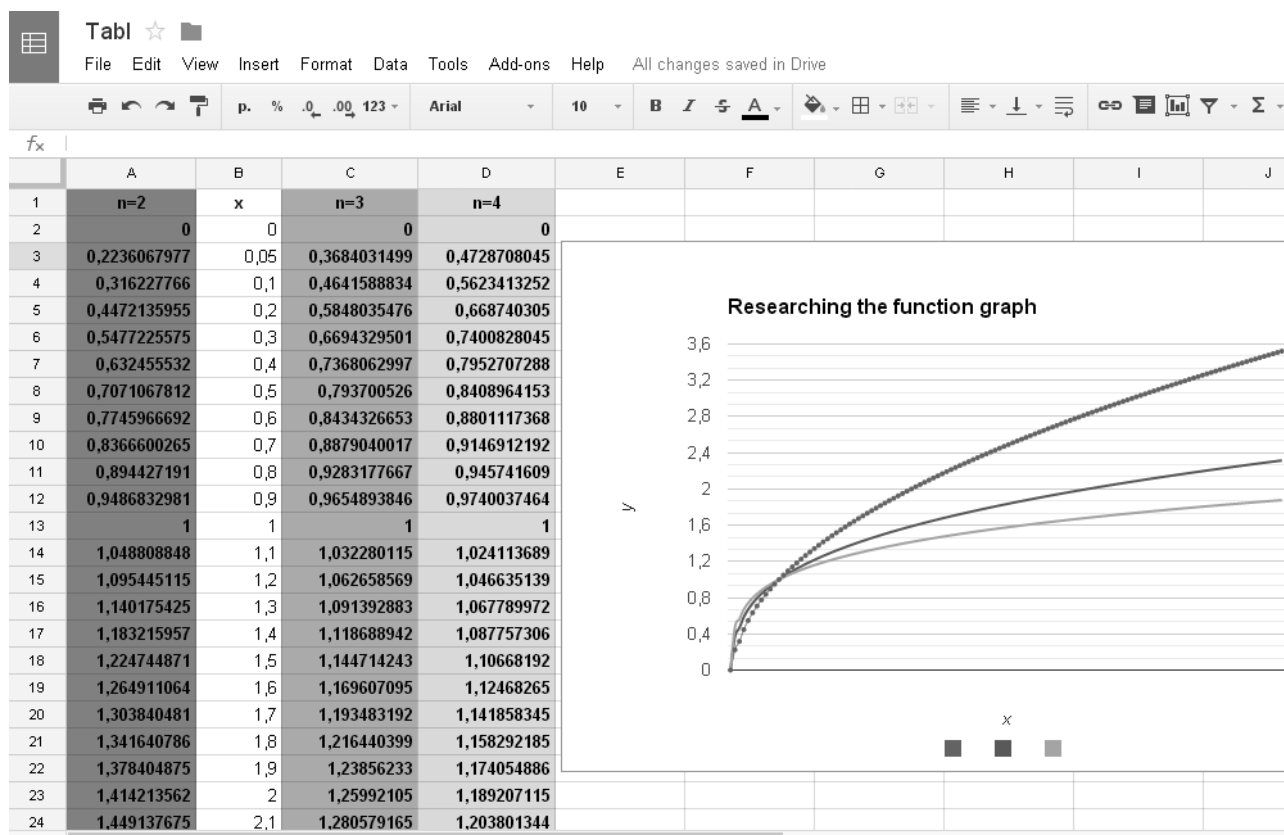 Tabl
File Edit View Insert Format Data Tools Add-ons Help All changes saved in Drive
p. % .0 .00 123 Arial 10 B I S A Σ
fx
A B C D E F G H I J
1 n=2 x n=3 n=4
2 0 0 0 0
3 0,2236067977 0,05 0,3684031499 0,4728708045
4 0,316227766 0,1 0,4641588834 0,5623413252
5 0,4472135955 0,2 0,5848035476 0,668740305
6 0,5477225575 0,3 0,6694329501 0,7400828045
7 0,632455532 0,4 0,7368062997 0,7952707288
8 0,7071067812 0,5 0,793700526 0,8408964153
9 0,7745966692 0,6 0,8434326653 0,8801117368
10 0,8366600265 0,7 0,8879040017 0,9146912192
11 0,894427191 0,8 0,9283177667 0,945741609
12 0,9486832981 0,9 0,9654893846 0,9740037464
13 1 1 1 1
14 1,048808848 1,1 1,032280115 1,024113689
15 1,095445115 1,2 1,062658569 1,046635139
16 1,140175425 1,3 1,091392883 1,067789972
17 1,183215957 1,4 1,118688942 1,087757306
18 1,224744871 1,5 1,144714243 1,10668192
19 1,264911064 1,6 1,169607095 1,12468265
20 1,303840481 1,7 1,193483192 1,141858345
21 1,341640786 1,8 1,216440399 1,158292185
22 1,378404875 1,9 1,23856233 1,174054886
23 1,414213562 2 1,25992105 1,189207115
24 1,449137675 2,1 1,280579165 1,203801344
Researching the function graph
3,6
3,2
2,8
2,4
2
1,6
1,2
0,8
0,4
0
y
x